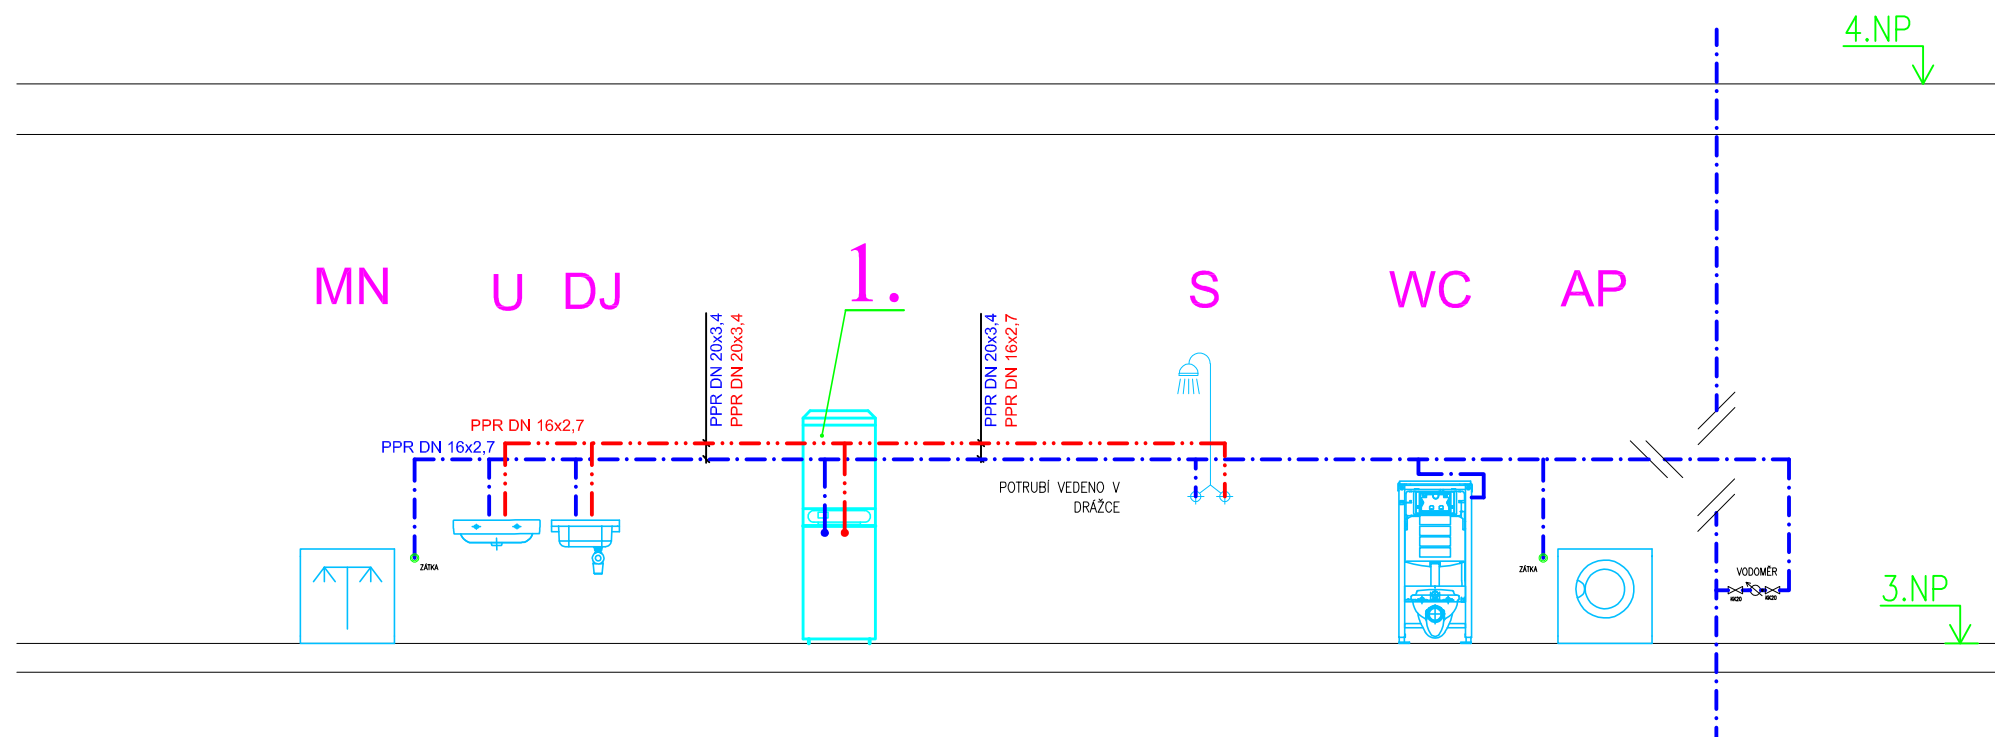 4.NP
1.
MN
U
DJ
S
WC
AP
PPR DN 20x3,4
PPR DN 20x3,4
PPR DN 20x3,4
PPR DN 16x2,7
PPR DN 16x2,7
PPR DN 16x2,7
POTRUBÍ VEDENO V
DRÁŽCE
ZÁTKA
ZÁTKA
VODOMĚR
KK20
KK20
3.NP